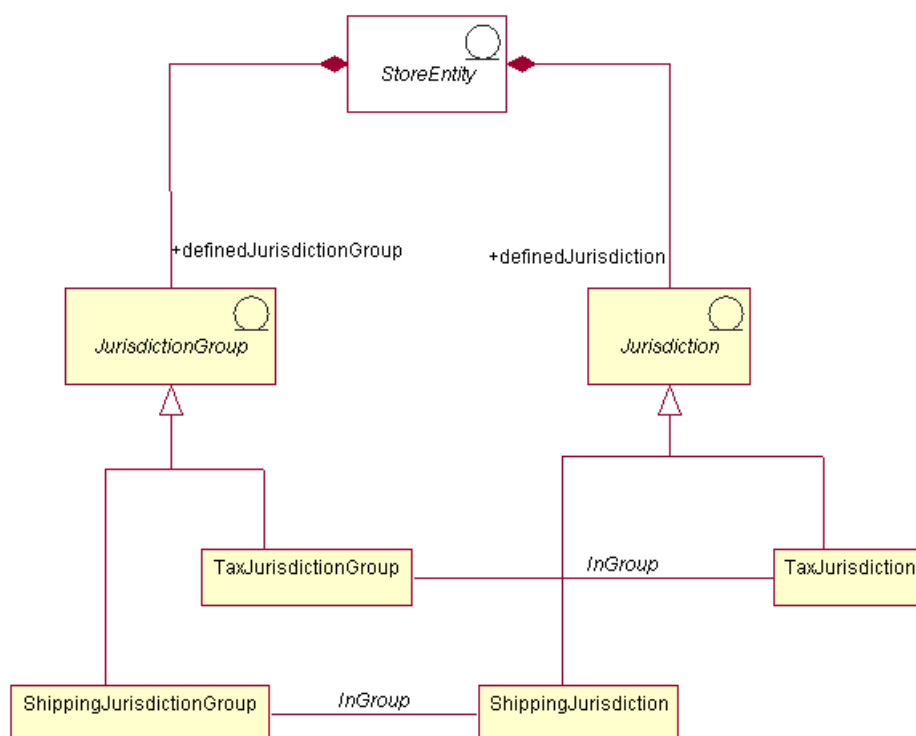 StoreEntity
+definedJurisdictionGroup
+definedJurisdiction
JurisdictionGroup
Jurisdiction
TaxJurisdictionGroup
InGroup
TaxJurisdiction
ShippingJurisdictionGroup
InGroup
ShippingJurisdiction